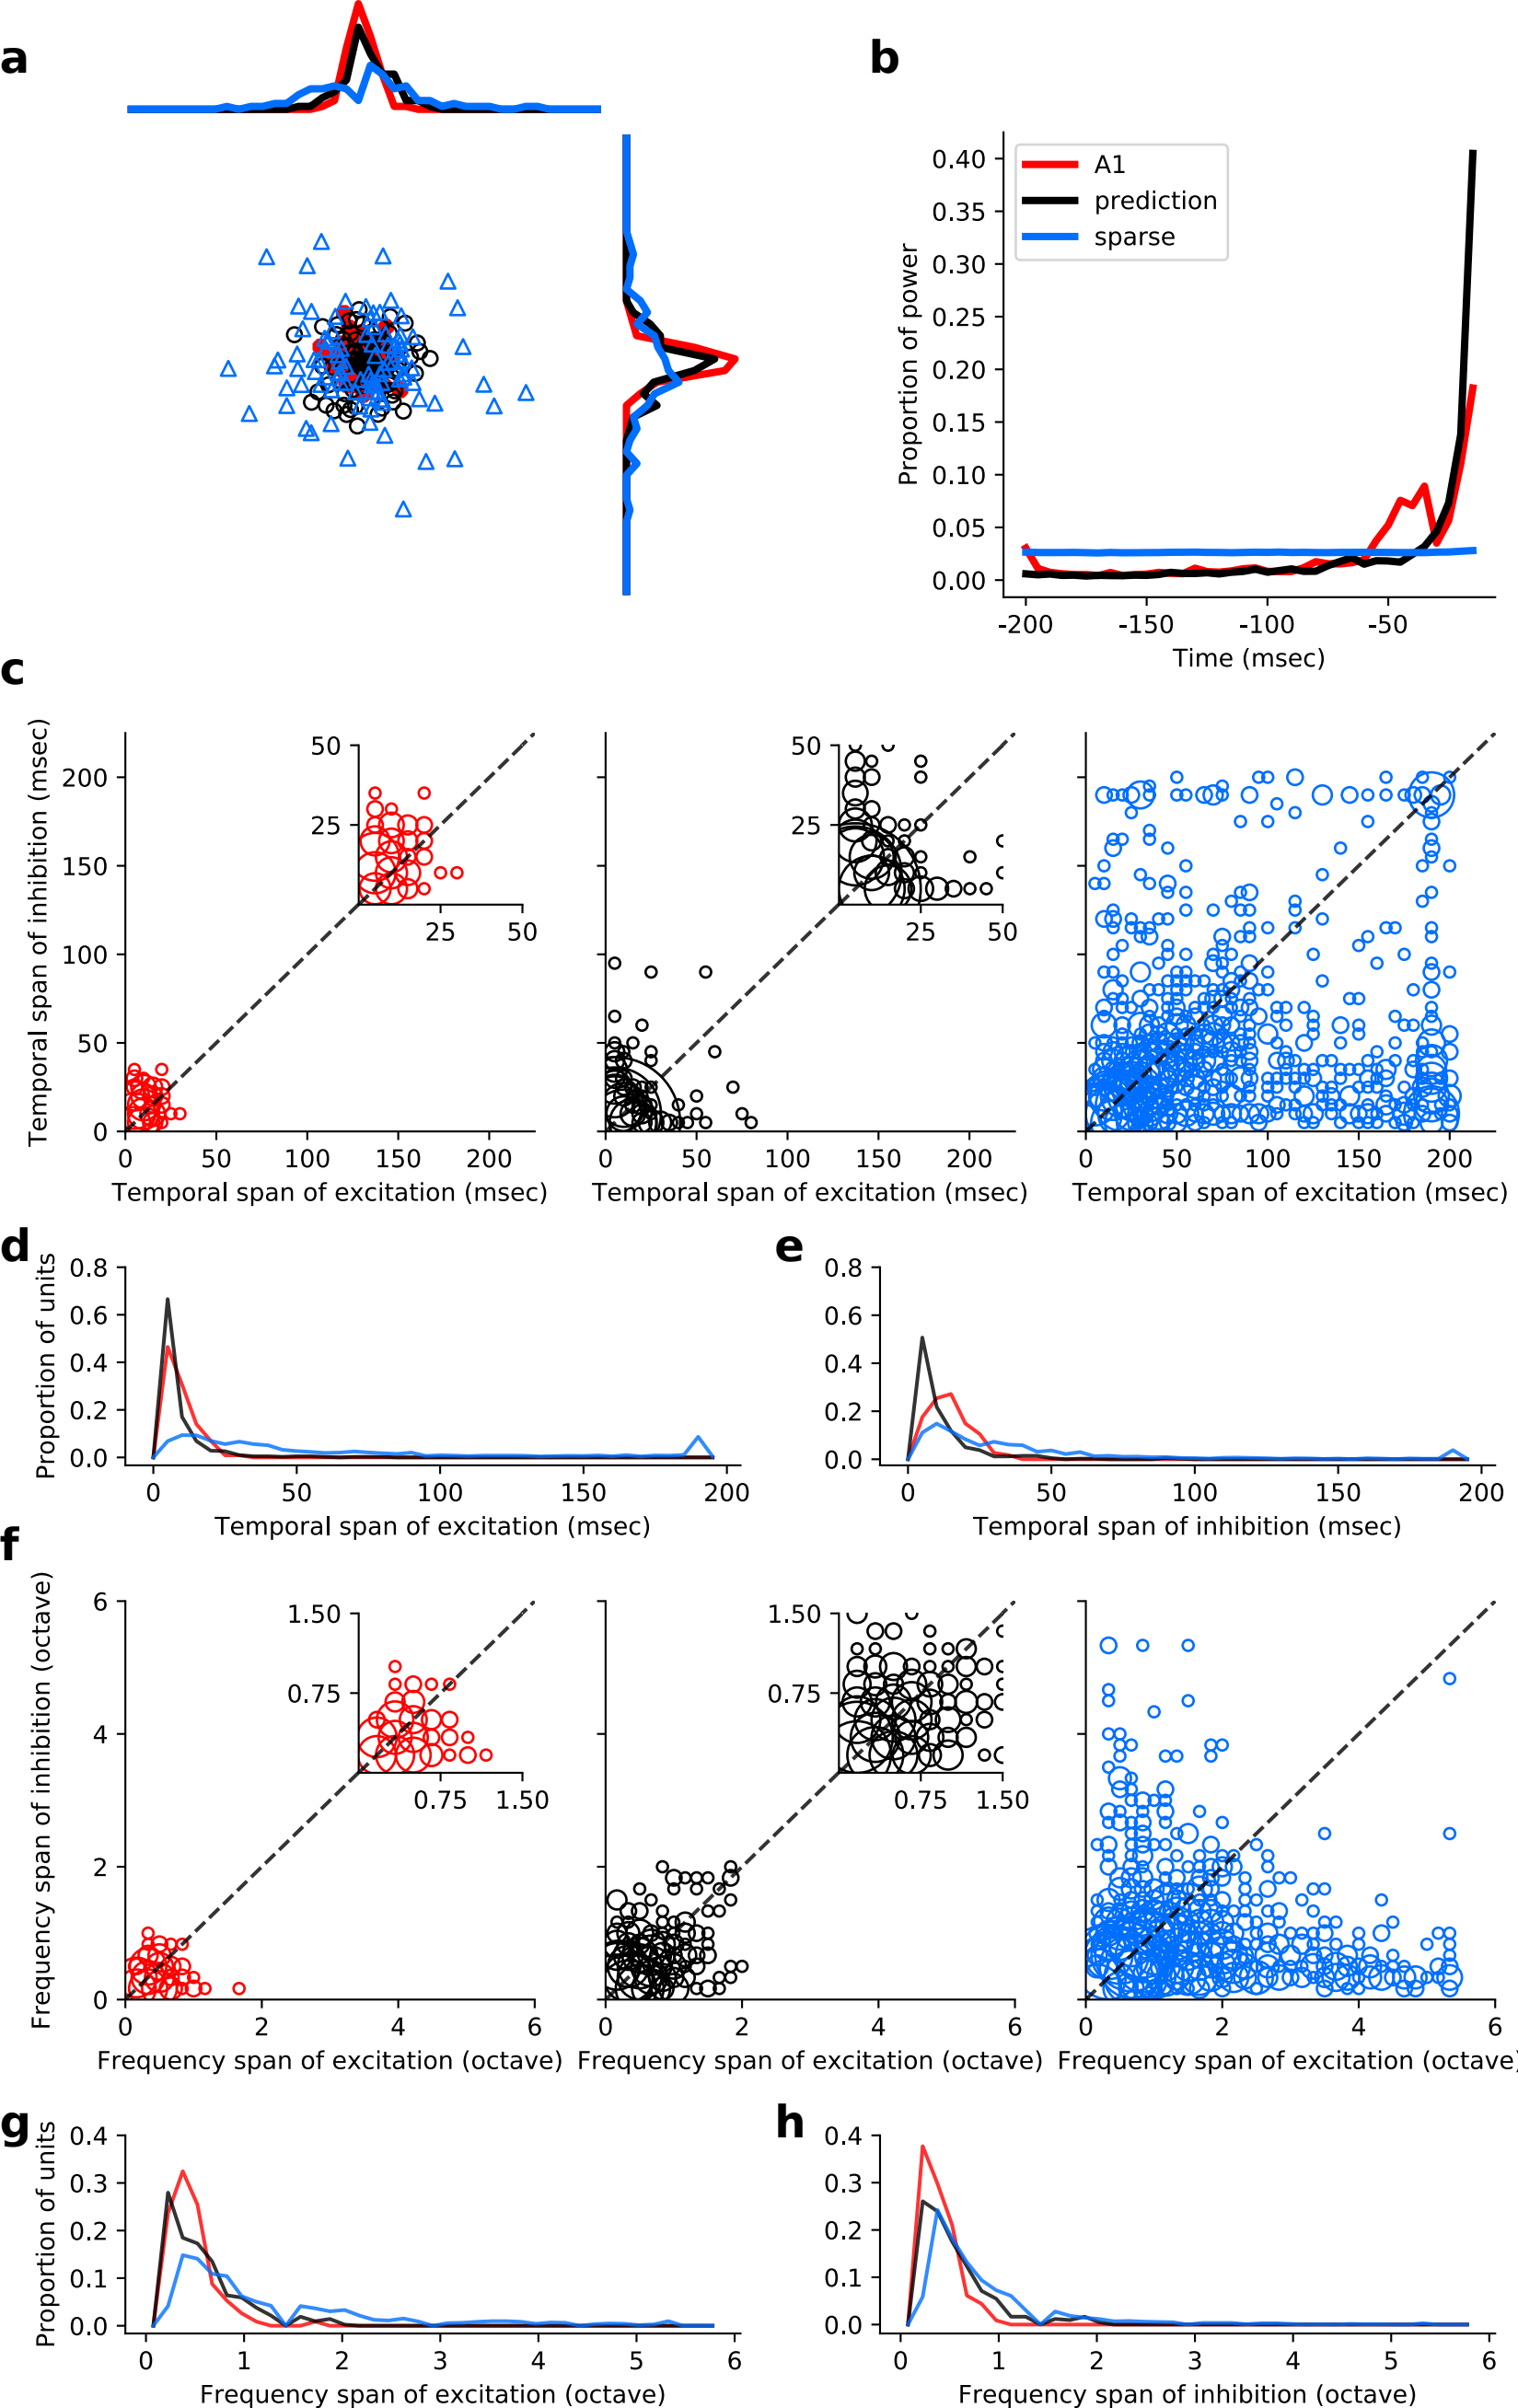 a
b
0.40
0.35
0.30
0.25
0.20
0.15
0.10
0.05
0.00
Proportion of power
A1
prediction
sparse
-200 -150 -100 -50
Time (msec)
c
Temporal span of inhibition (msec)
200
150
100
50
0
50
25
25 50
50
25
25 50
0 50 100 150 200 0 50 100 150 200 0 50 100 150 200
Temporal span of excitation (msec) Temporal span of excitation (msec) Temporal span of excitation (msec)
d
Proportion of units
0.8
0.6
0.4
0.2
0.0
0 50 100 150 200
Temporal span of excitation (msec)
e
0.8
0.6
0.4
0.2
0.0
0 50 100 150 200
Temporal span of inhibition (msec)
f
Frequency span of inhibition (octave)
6
4
2
0
1.50
0.75
0.75 1.50
1.50
0.75
0.75 1.50
0 2 4 6 0 2 4 6 0 2 4 6
Frequency span of excitation (octave) Frequency span of excitation (octave) Frequency span of excitation (octave)
g
Proportion of units
0.4
0.3
0.2
0.1
0.0
0 1 2 3 4 5 6
Frequency span of excitation (octave)
h
0.4
0.3
0.2
0.1
0.0
0 1 2 3 4 5 6
Frequency span of inhibition (octave)